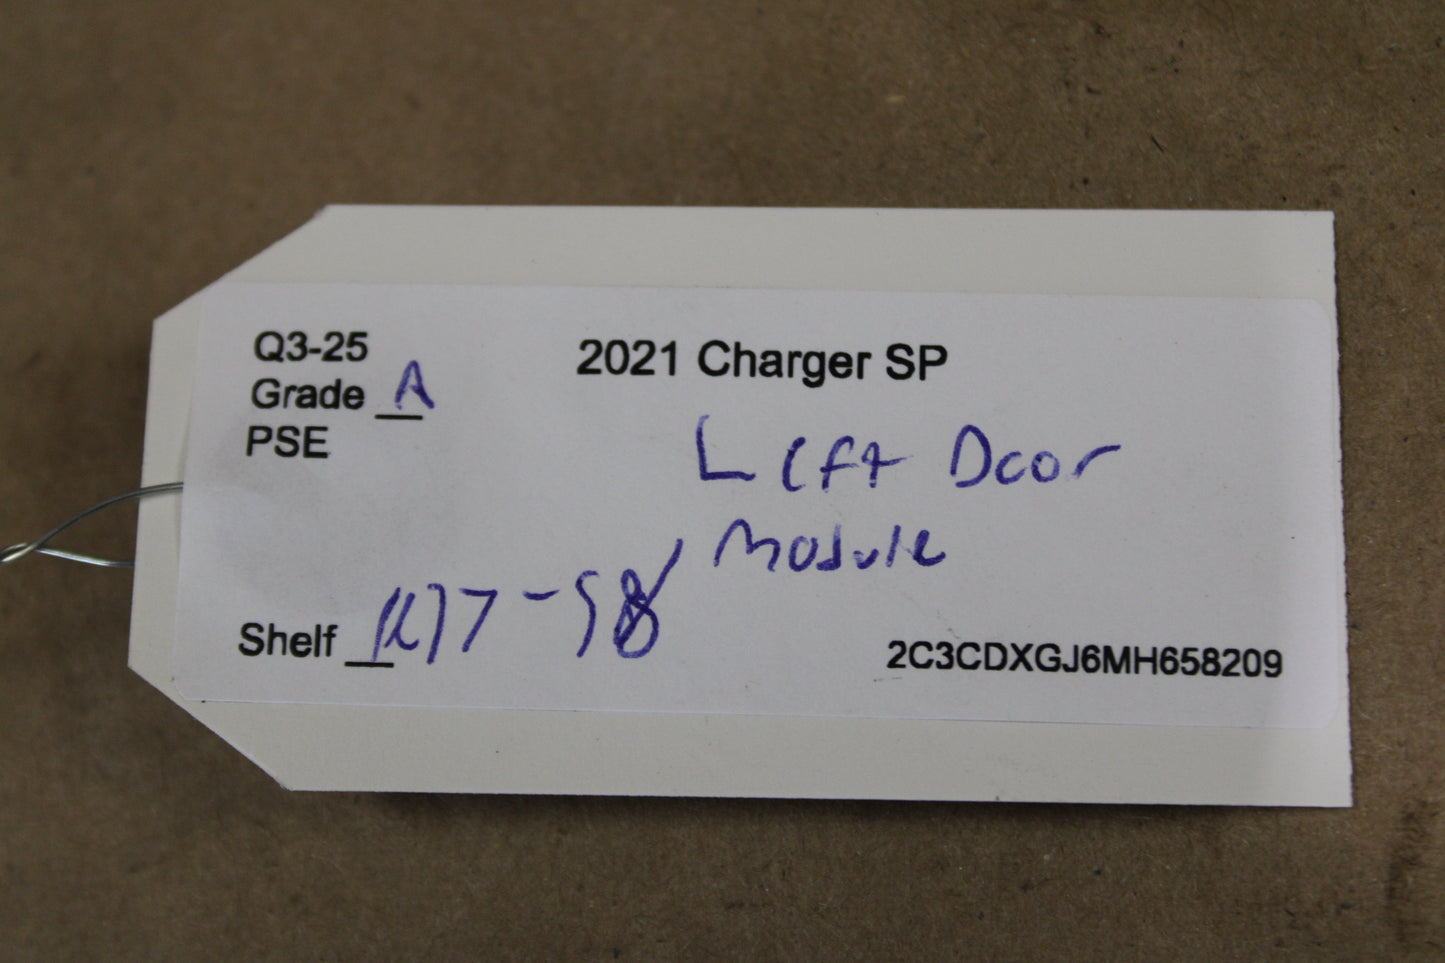 Q3-25
2021 Charger SP
Grade A
PSE
Left Door
Module
Shelf
2C3CDXGJ6MH658209